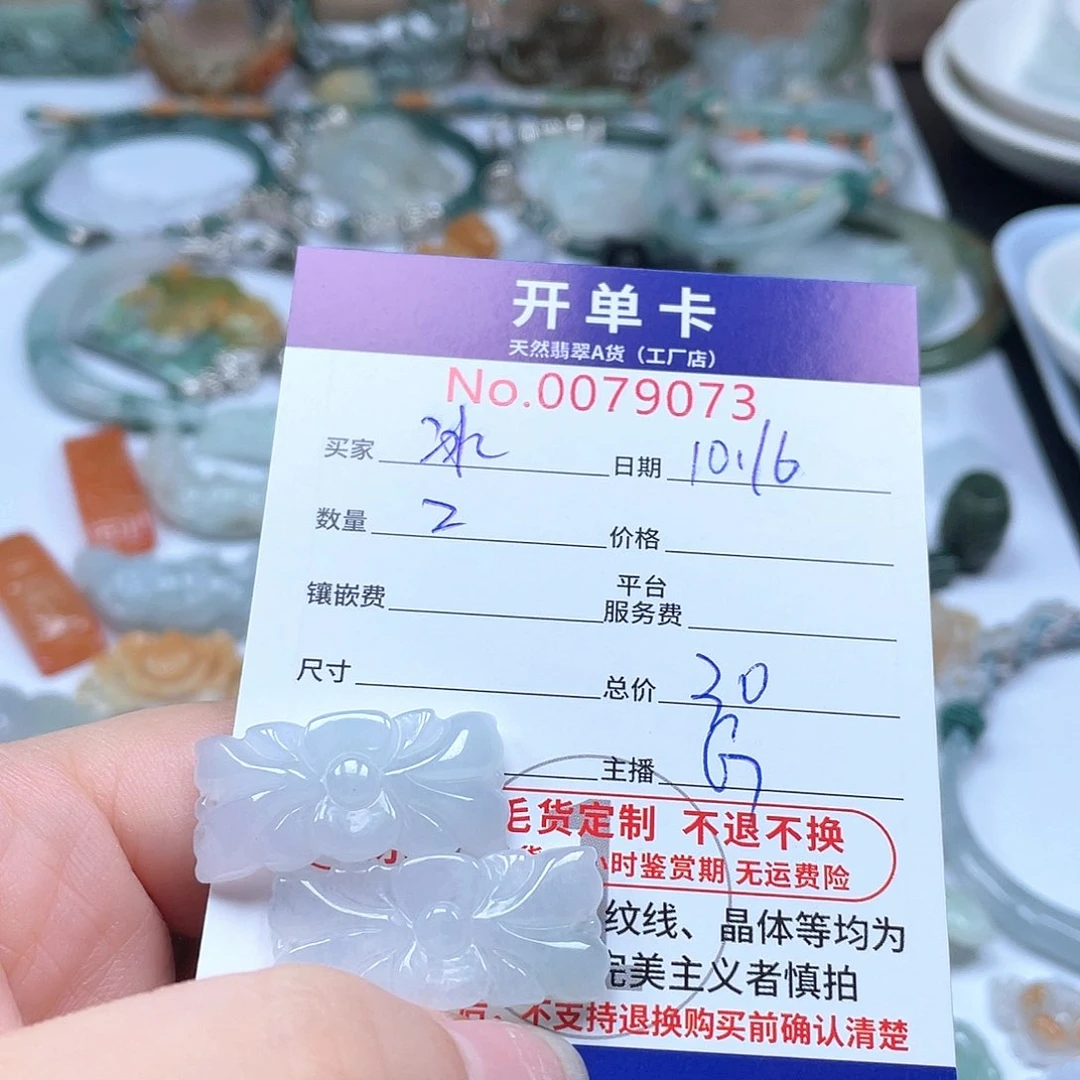 开单卡
天然翡翠A货（工厂店）
No.0079073
买家 冰 日期 10.16
数量 2 价格
镶嵌费 平台服务费
尺寸 总价 20
主播
毛货定制 不退不换
小时鉴赏期 无运费险
纹线、晶体等均为
完美主义者慎拍
不支持退换购买前确认清楚